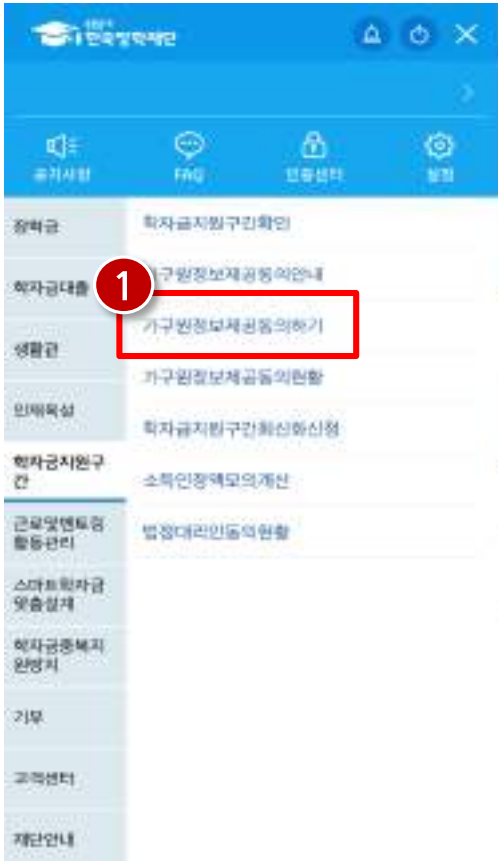 한국장학재단
공지사항
FAQ
인증센터
설정
장학금
학자금대출
생활관
인재육성
학자금지원구
간
근로및멘토링
활동관리
스마트학자금
맞춤설계
학자금중복지
원방지
기부
고객센터
재단안내
학자금지원구간확인
1
가구원정보제공동의안내
가구원정보제공동의하기
가구원정보제공동의현황
학자금지원구간최신화신청
소득인정액모의계산
법정대리인동의현황